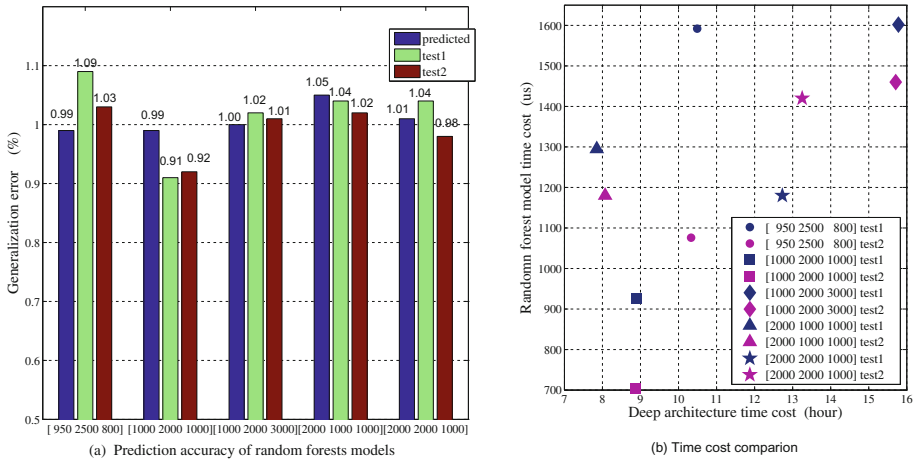 predicted
test1
test2
Generalization error (%)
1.1
1
0.9
0.8
0.7
0.6
0.5
0.99
1.09
1.03
0.99
0.91
0.92
1.00
1.02
1.01
1.05
1.04
1.02
1.01
1.04
0.98
[ 950 2500 800] [1000 2000 1000][1000 2000 3000][2000 1000 1000][2000 2000 1000]
(a) Prediction accuracy of random forests models
Randomn forest model time cost (us)
1600
1500
1400
1300
1200
1100
1000
900
800
700
[ 950 2500 800] test1
[ 950 2500 800] test2
[1000 2000 1000] test1
[1000 2000 1000] test2
[1000 2000 3000] test1
[1000 2000 3000] test2
[2000 1000 1000] test1
[2000 1000 1000] test2
[2000 2000 1000] test1
[2000 2000 1000] test2
7 8 9 10 11 12 13 14 15 16
Deep architecture time cost (hour)
(b) Time cost comparion